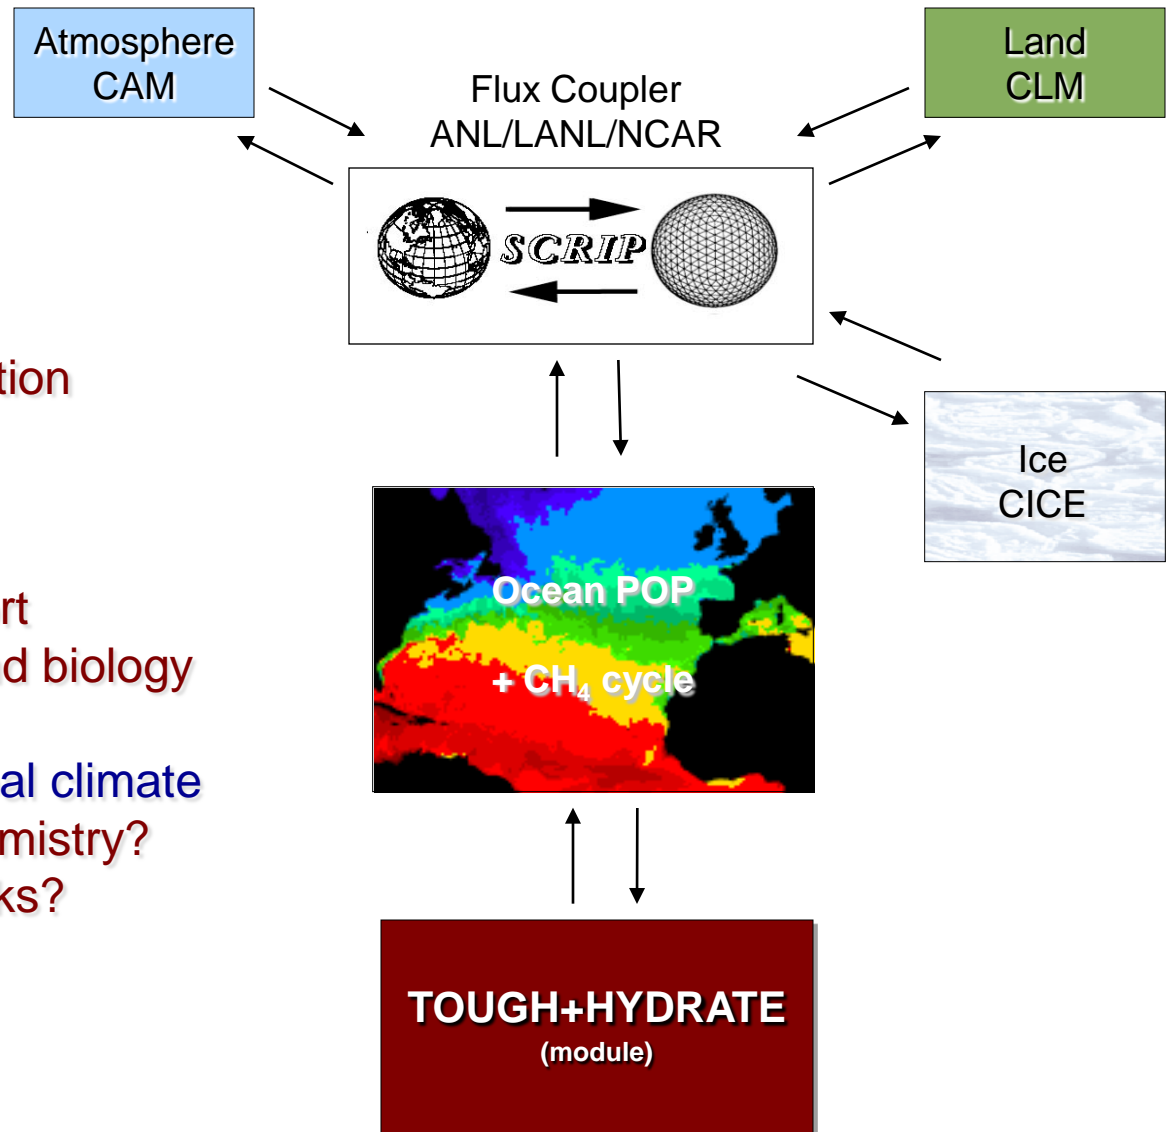 Atmosphere
CAM
Flux Coupler
ANL/LANL/NCAR
Land
CLM
SCRIP
tion
Ice
CICE
rt
d biology
al climate
mistry?
ks?
Ocean POP
+ CH₄ cycle
TOUGH+HYDRATE
(module)